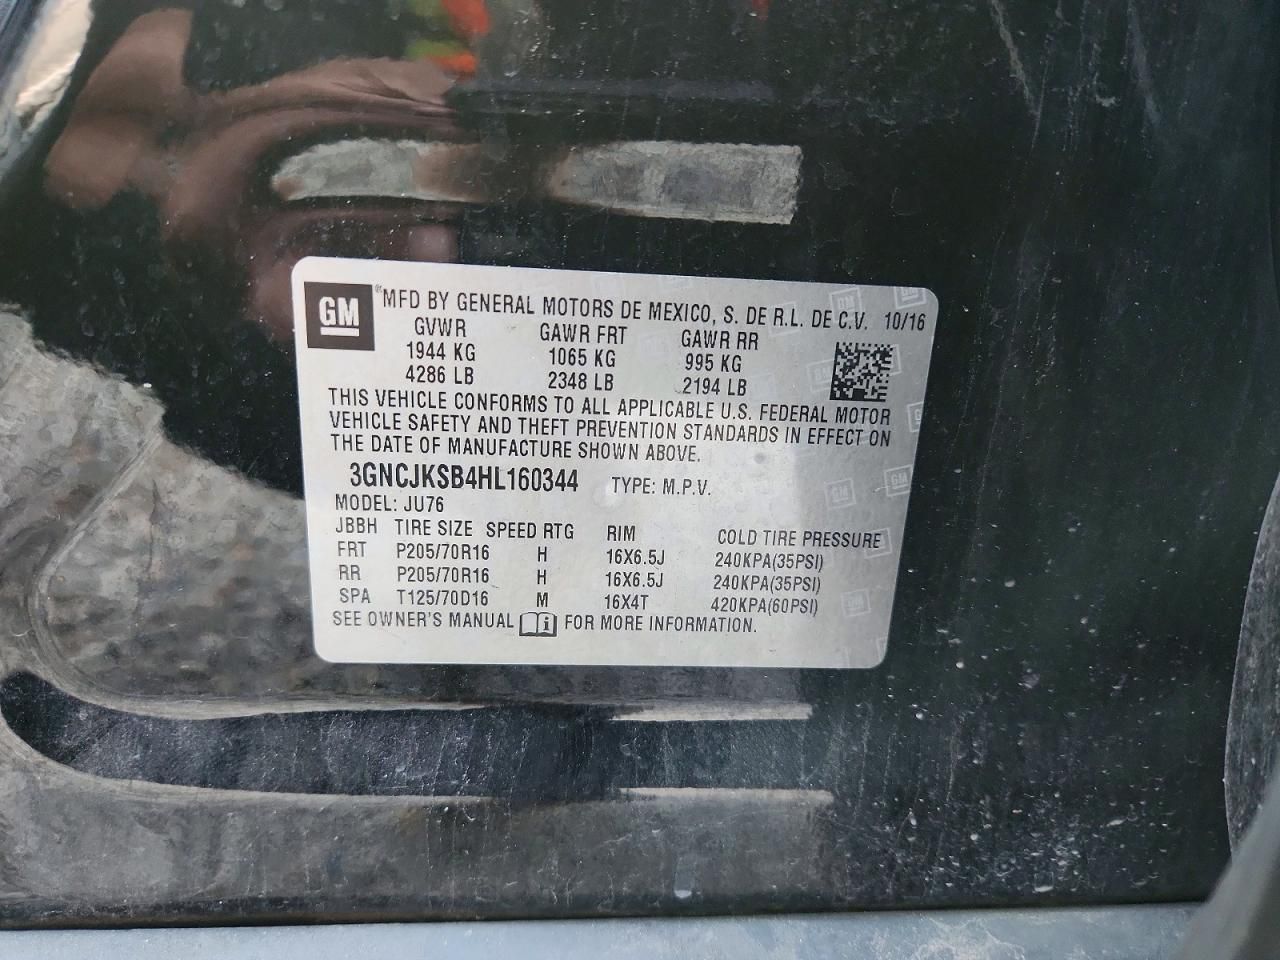 GM ® MFD BY GENERAL MOTORS DE MEXICO, S. DE R.L. DE C.V. 10/16
GVWR GAWR FRT GAWR RR
1944 KG 1065 KG 995 KG
4286 LB 2348 LB 2194 LB
THIS VEHICLE CONFORMS TO ALL APPLICABLE U.S. FEDERAL MOTOR
VEHICLE SAFETY AND THEFT PREVENTION STANDARDS IN EFFECT ON
THE DATE OF MANUFACTURE SHOWN ABOVE.
3GNCJKSB4HL160344 TYPE: M.P.V.
MODEL: JU76
JBBH TIRE SIZE SPEED RTG RIM COLD TIRE PRESSURE
FRT P205/70R16 H 16X6.5J 240KPA(35PSI)
RR P205/70R16 H 16X6.5J 240KPA(35PSI)
SPA T125/70D16 M 16X4T 420KPA(60PSI)
SEE OWNER'S MANUAL i FOR MORE INFORMATION.